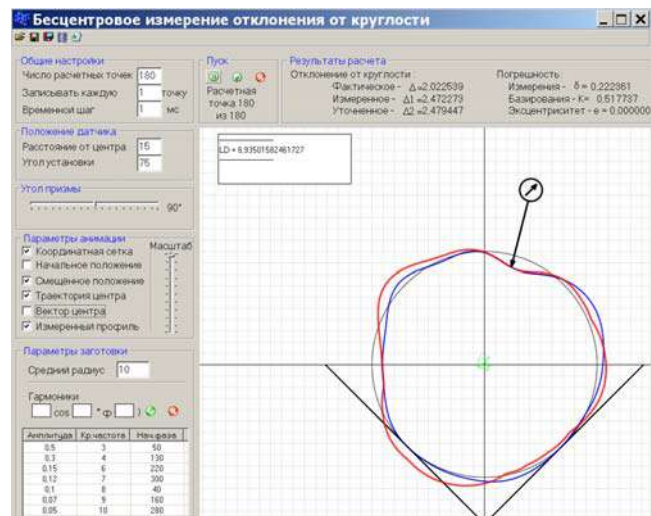 Бесцентровое измерение отклонения от круглости
Общие настройки
Число расчетных точек 180
Записывать каждую 1 точку
Временной шаг 1 мс
Пуск
Расчетная
точка 180
из 180
Результаты расчета
Отклонение от круглости :
Фактическое - Δ =2.022539
Измеренное - Δ1 =2.472273
Уточненное - Δ2 =2.479447
Погрешность:
Измерения - δ = 0,222361
Базирования - K= 0,517737
Эксцентриситет - e = 0,000000
Положение датчика
Расстояние от центра 15
Угол установки 75
Угол призмы
90°
Параметры анимации
Масштаб
Координатная сетка
Начальное положение
Смещённое положение
Траектория центра
Вектор центра
Измеренный профиль
Параметры заготовки
Средний радиус 10
Гармоники
cos * φ )
Амплитуда Кр.частота Нач.фаза
0,5 3 50
0,3 4 130
0,15 6 220
0,12 7 300
0,1 8 40
0,07 9 160
0,05 10 280
LD = 8,93501582461727